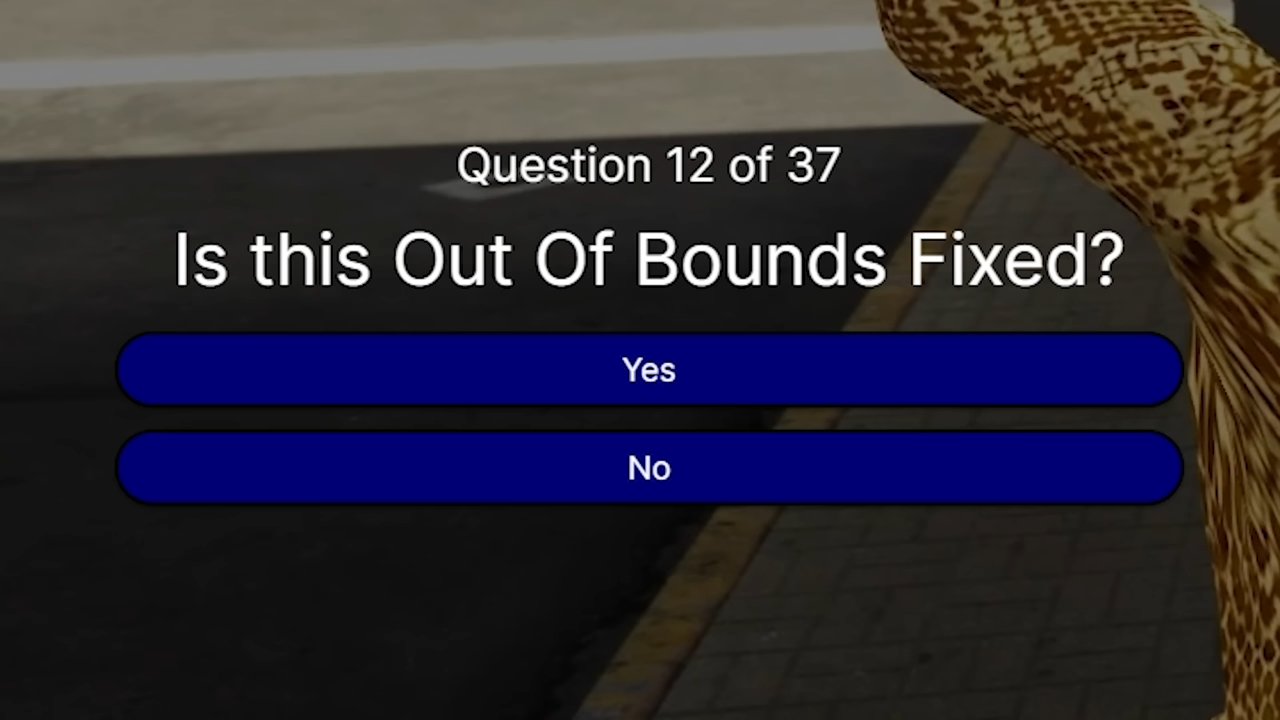 Question 12 of 37
Is this Out Of Bounds Fixed?
Yes
No